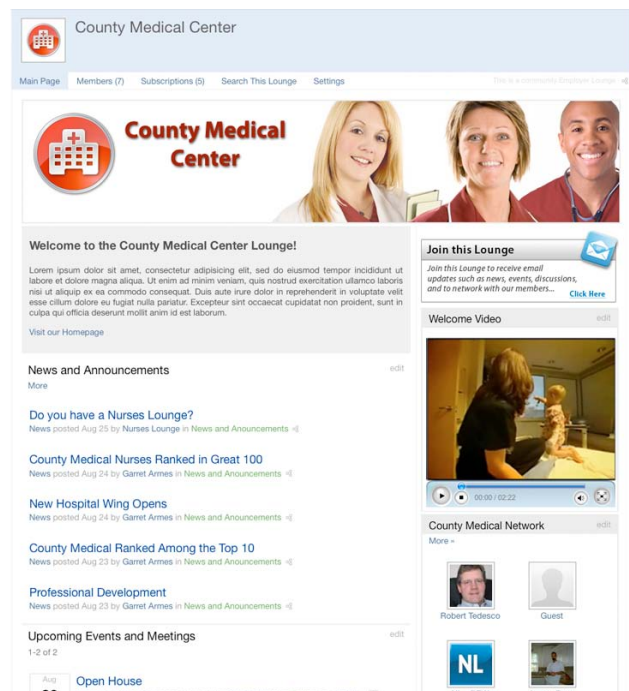 County Medical Center
Main Page Members (7) Subscriptions (5) Search This Lounge Settings
This is a community Employer Lounge
County Medical
Center
Welcome to the County Medical Center Lounge!
Lorem ipsum dolor sit amet, consectetur adipisicing elit, sed do eiusmod tempor incididunt ut
labore et dolore magna aliqua. Ut enim ad minim veniam, quis nostrud exercitation ullamco laboris
nisi ut aliquip ex ea commodo consequat. Duis aute irure dolor in reprehenderit in voluptate velit
esse cillum dolore eu fugiat nulla pariatur. Excepteur sint occaecat cupidatat non proident, sunt in
culpa qui officia deserunt mollit anim id est laborum.
Visit our Homepage
News and Announcements edit
More
Do you have a Nurses Lounge?
News posted Aug 25 by Nurses Lounge in News and Anouncements
County Medical Nurses Ranked in Great 100
News posted Aug 24 by Garret Armes in News and Anouncements
New Hospital Wing Opens
News posted Aug 24 by Garret Armes in News and Anouncements
County Medical Ranked Among the Top 10
News posted Aug 23 by Garret Armes in News and Anouncements
Professional Development
News posted Aug 23 by Garret Armes in News and Anouncements
Upcoming Events and Meetings edit
1-2 of 2
Aug
Open House
Join this Lounge
Join this Lounge to receive email
updates such as news, events, discussions,
and to network with our members...
Click Here
Welcome Video edit
00:00 / 02:22
County Medical Network edit
More »
Robert Tedesco Guest
NL